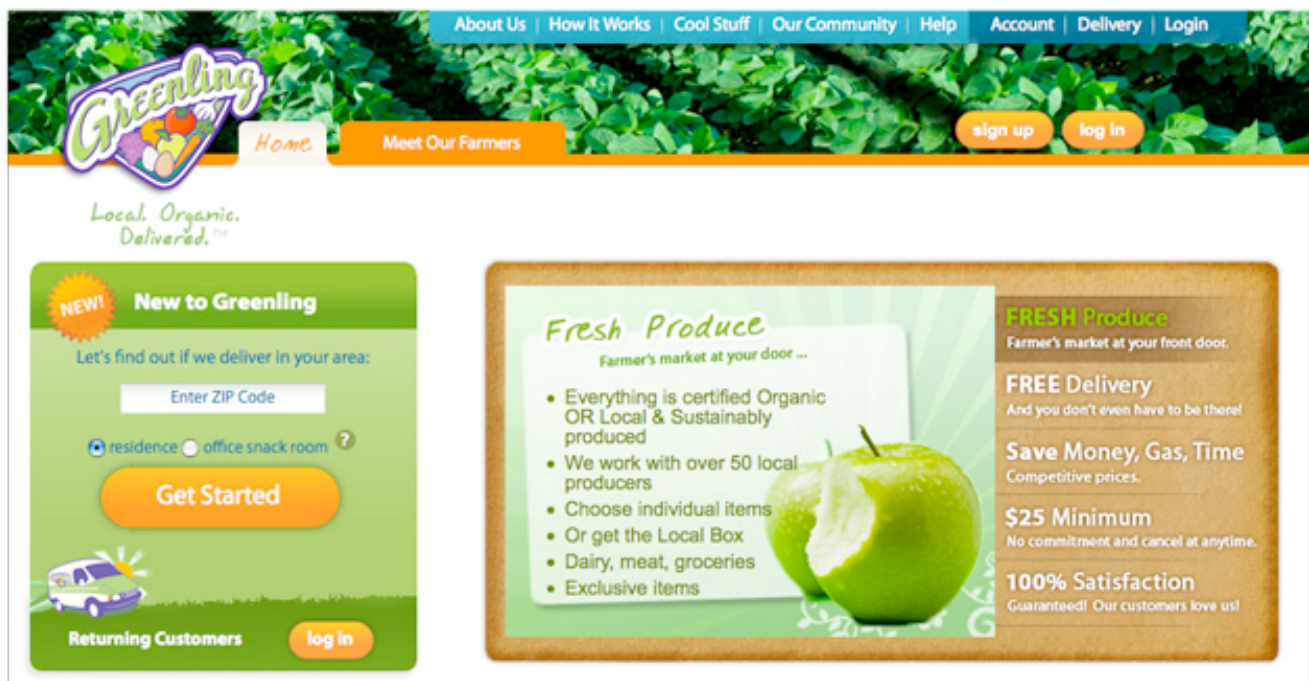 About Us | How It Works | Cool Stuff | Our Community | Help
Account | Delivery | Login
Greenling
Home
Meet Our Farmers
sign up
log in
Local. Organic.
Delivered.™
NEW!
New to Greenling
Let's find out if we deliver in your area:
Enter ZIP Code
residence
office snack room
?
Get Started
Returning Customers
log in
Fresh Produce
Farmer's market at your door ...
• Everything is certified Organic
OR Local & Sustainably
produced
• We work with over 50 local
producers
• Choose individual items
• Or get the Local Box
• Dairy, meat, groceries
• Exclusive items
FRESH Produce
Farmer's market at your front door.
FREE Delivery
And you don't even have to be there!
Save Money, Gas, Time
Competitive prices.
$25 Minimum
No commitment and cancel at anytime.
100% Satisfaction
Guaranteed! Our customers love us!